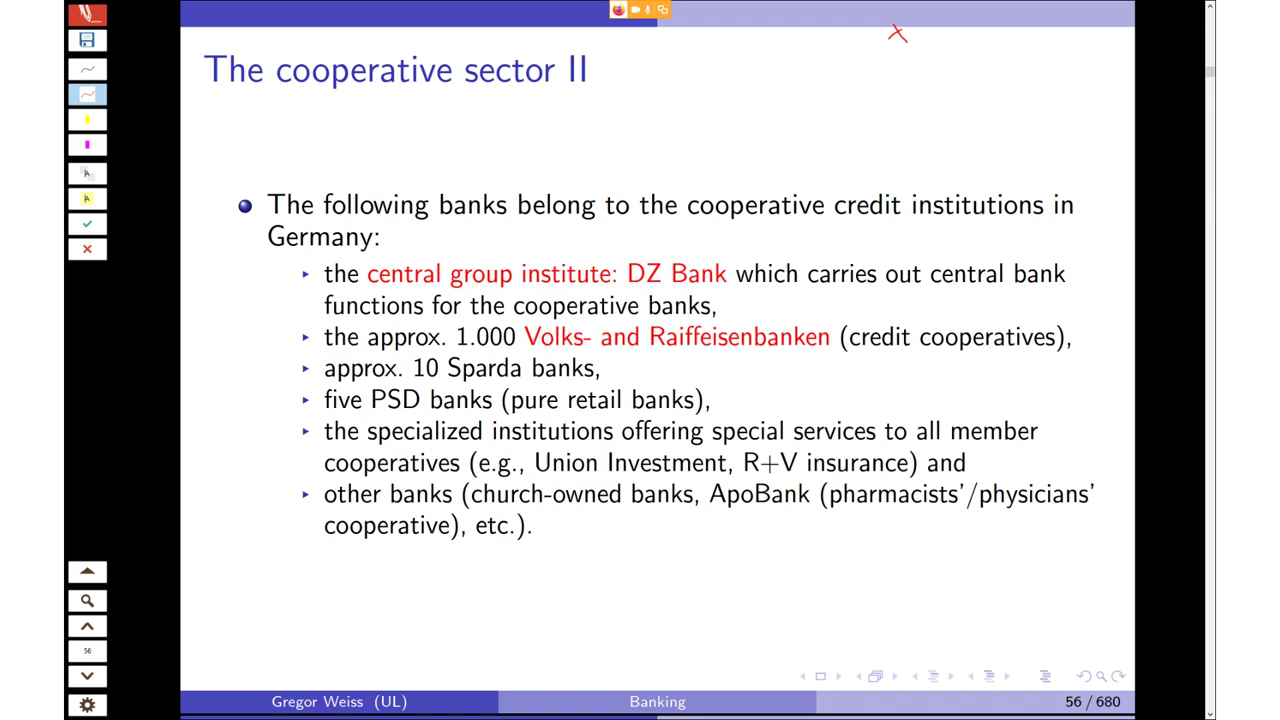 The cooperative sector II
The following banks belong to the cooperative credit institutions in
Germany:
the central group institute: DZ Bank which carries out central bank
functions for the cooperative banks,
the approx. 1.000 Volks- and Raiffeisenbanken (credit cooperatives),
approx. 10 Sparda banks,
five PSD banks (pure retail banks),
the specialized institutions offering special services to all member
cooperatives (e.g., Union Investment, R+V insurance) and
other banks (church-owned banks, ApoBank (pharmacists'/physicians'
cooperative), etc.).
56
Gregor Weiss (UL) Banking 56 / 680